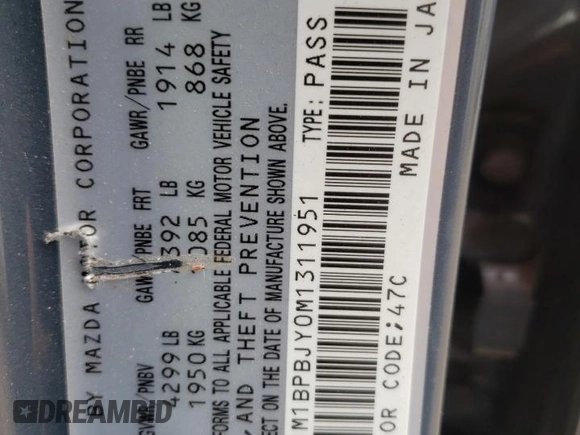 BY MAZDA MOTOR CORPORATION
GVWR/PNBV GAWR/PNBE FRT GAWR/PNBE RR
4299 LB 392 LB 1914 LB
1950 KG 985 KG 868 KG
FORMS TO ALL APPLICABLE FEDERAL MOTOR VEHICLE SAFETY
AND THEFT PREVENTION
ECT ON THE DATE OF MANUFACTURE SHOWN ABOVE.
M1BPBJY0M1311951 TYPE: PASS
OR CODE;47C MADE IN JA
DREAMBID